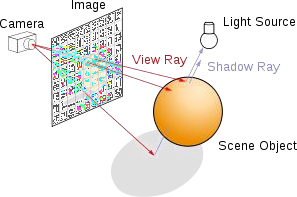 Image
Camera
Light Source
View Ray
Shadow Ray
Scene Object